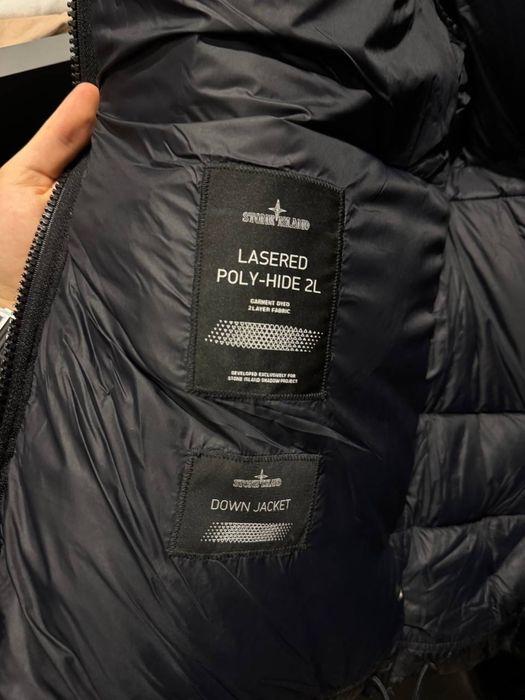 STONE ISLAND
LASERED
POLY-HIDE 2L
GARMENT DYED
2LAYER FABRIC
DEVELOPED EXCLUSIVELY FOR
STONE ISLAND SHADOW PROJECT
STONE ISLAND
DOWN JACKET